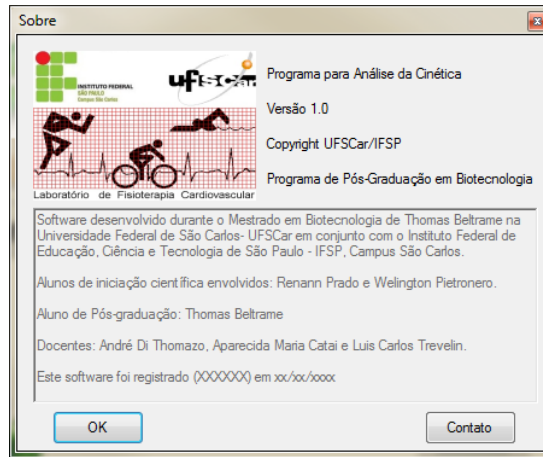 Sobre
INSTITUTO FEDERAL
SÃO PAULO
Campus São Carlos
ufscar
Programa para Análise da Cinética
Versão 1.0
Copyright UFSCar/IFSP
Programa de Pós-Graduação em Biotecnologia
Laboratório de Fisioterapia Cardiovascular
Software desenvolvido durante o Mestrado em Biotecnologia de Thomas Beltrame na
Universidade Federal de São Carlos- UFSCar em conjunto com o Instituto Federal de
Educação, Ciência e Tecnologia de São Paulo - IFSP, Campus São Carlos.
Alunos de iniciação científica envolvidos: Renann Prado e Welington Pietronero.
Aluno de Pós-graduação: Thomas Beltrame
Docentes: André Di Thomazo, Aparecida Maria Catai e Luis Carlos Trevelin.
Este software foi registrado (XXXXXX) em xx/xx/xxxx
OK
Contato